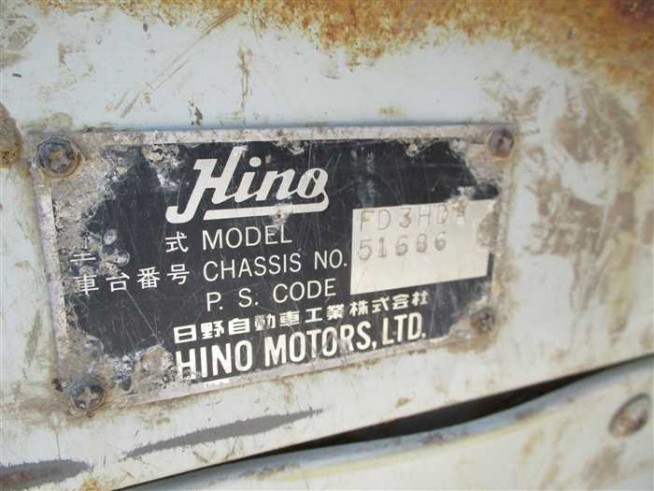 Hino
式 MODEL FD3HDA
車台番号 CHASSIS NO. 51686
P. S. CODE
日野自動車工業株式会社
HINO MOTORS, LTD.